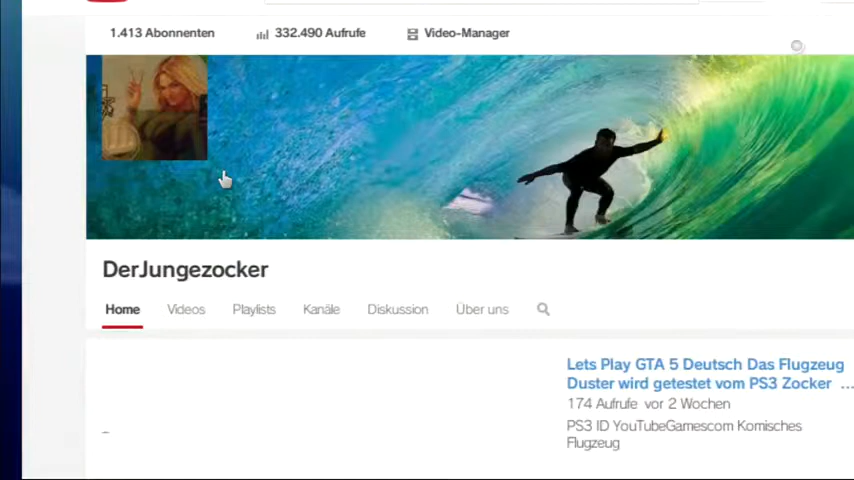 1.413 Abonnenten 332.490 Aufrufe Video-Manager
DerJungezocker
Home Videos Playlists Kanäle Diskussion Über uns
Lets Play GTA 5 Deutsch Das Flugzeug
Duster wird getestet vom PS3 Zocker ...
174 Aufrufe vor 2 Wochen
PS3 ID YouTubeGamescom Komisches
Flugzeug